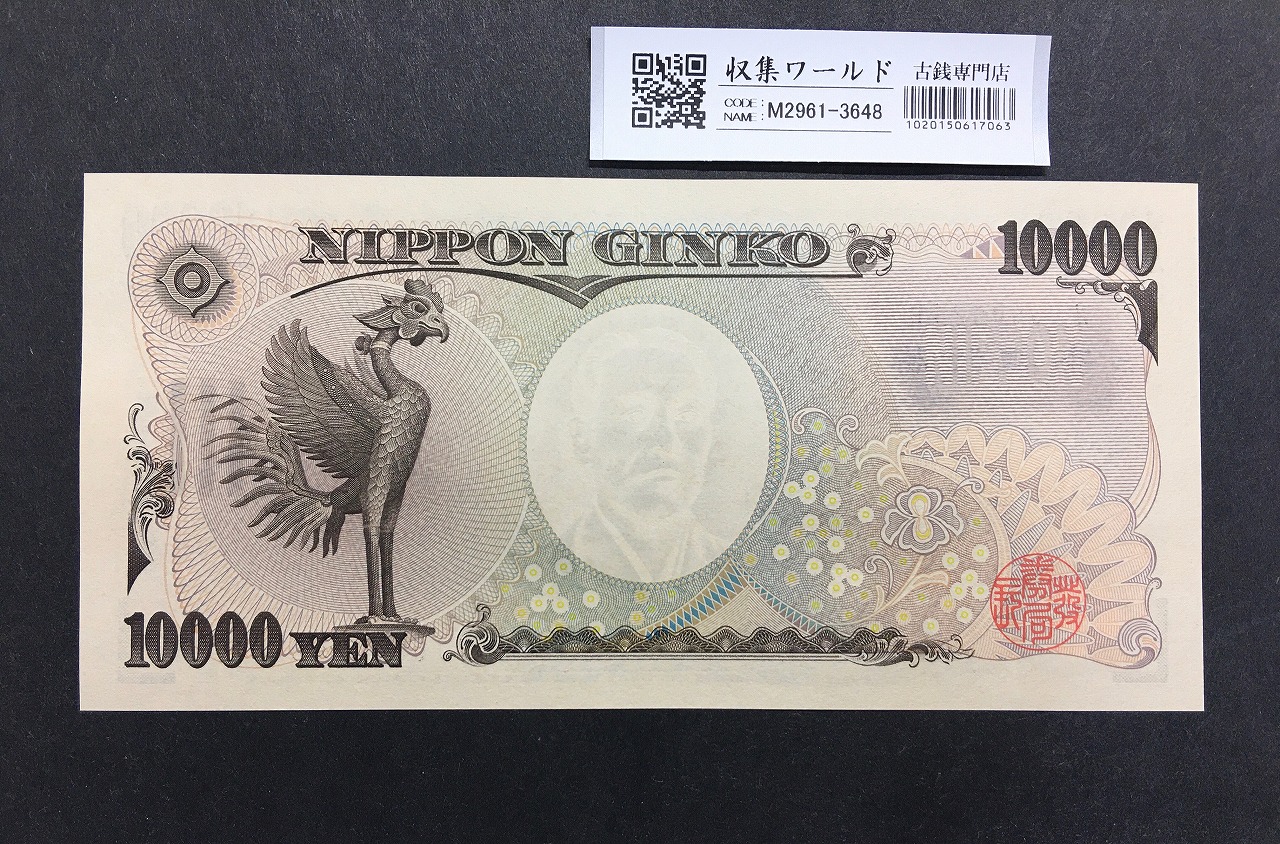 収集ワールド 古銭専門店
CODE:
NAME: M2961-3648
1020150617063
NIPPON GINKO 10000
10000 YEN